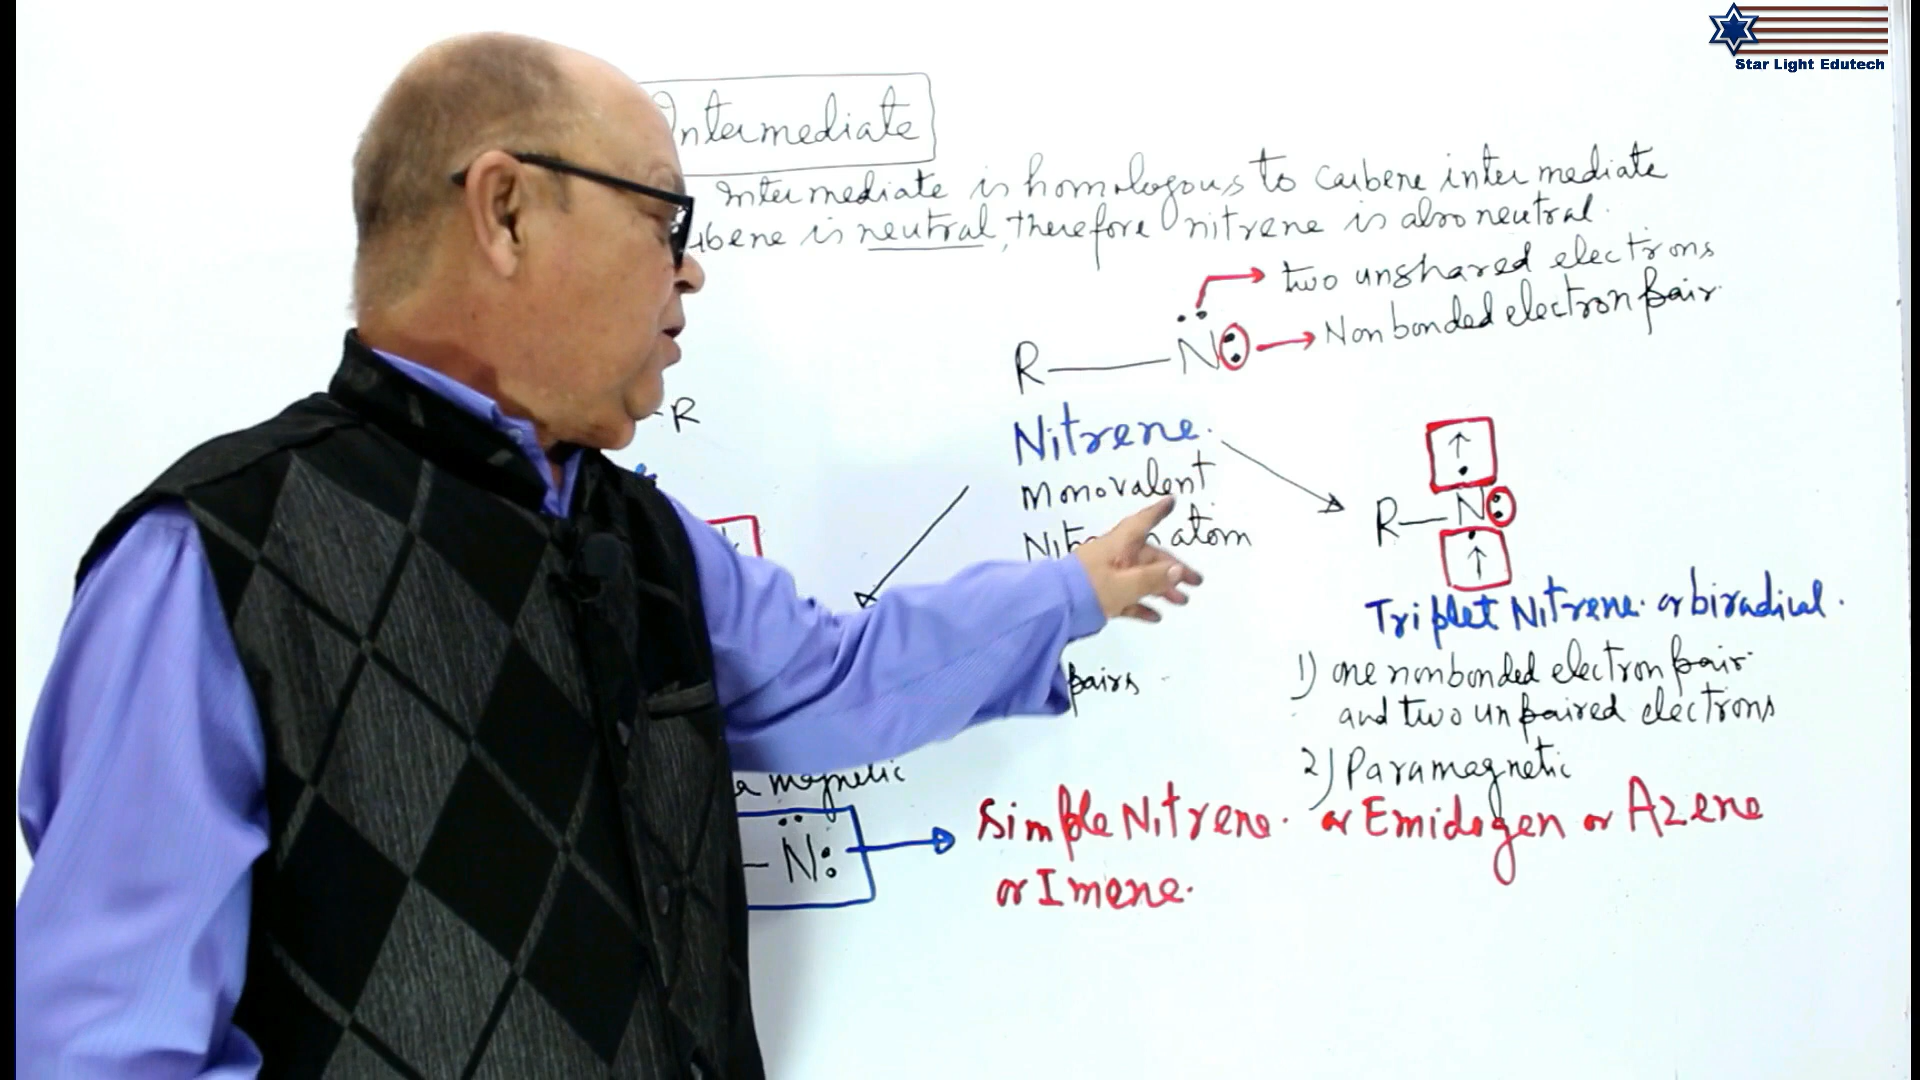 Star Light Edutech
Intermediate
Intermediate is homologous to carbene intermediate
bene is neutral, therefore nitrene is also neutral.
two unshared electrons
R — N: → Nonbonded electron pair
R
Nitrene.
Monovalent
atom
↑
R — N:
↑
Triplet Nitrene or biradical.
1) one nonbonded electron pair
and two unpaired electrons
pairs
2) Paramagnetic
magnetic
— N: → Simple Nitrene. or Emidogen or Azene
or Imene.